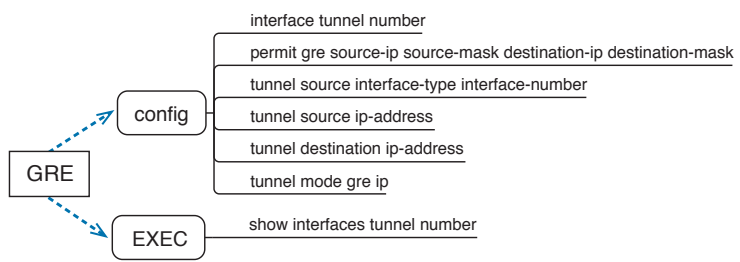 interface tunnel number
permit gre source-ip source-mask destination-ip destination-mask
tunnel source interface-type interface-number
config
tunnel source ip-address
tunnel destination ip-address
GRE
tunnel mode gre ip
show interfaces tunnel number
EXEC